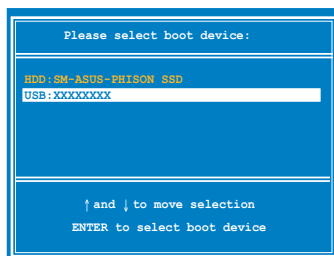 Please select boot device:
HDD:SM-ASUS-PHISON SSD
USB:XXXXXXXX
↑and ↓to move selection
ENTER to select boot device